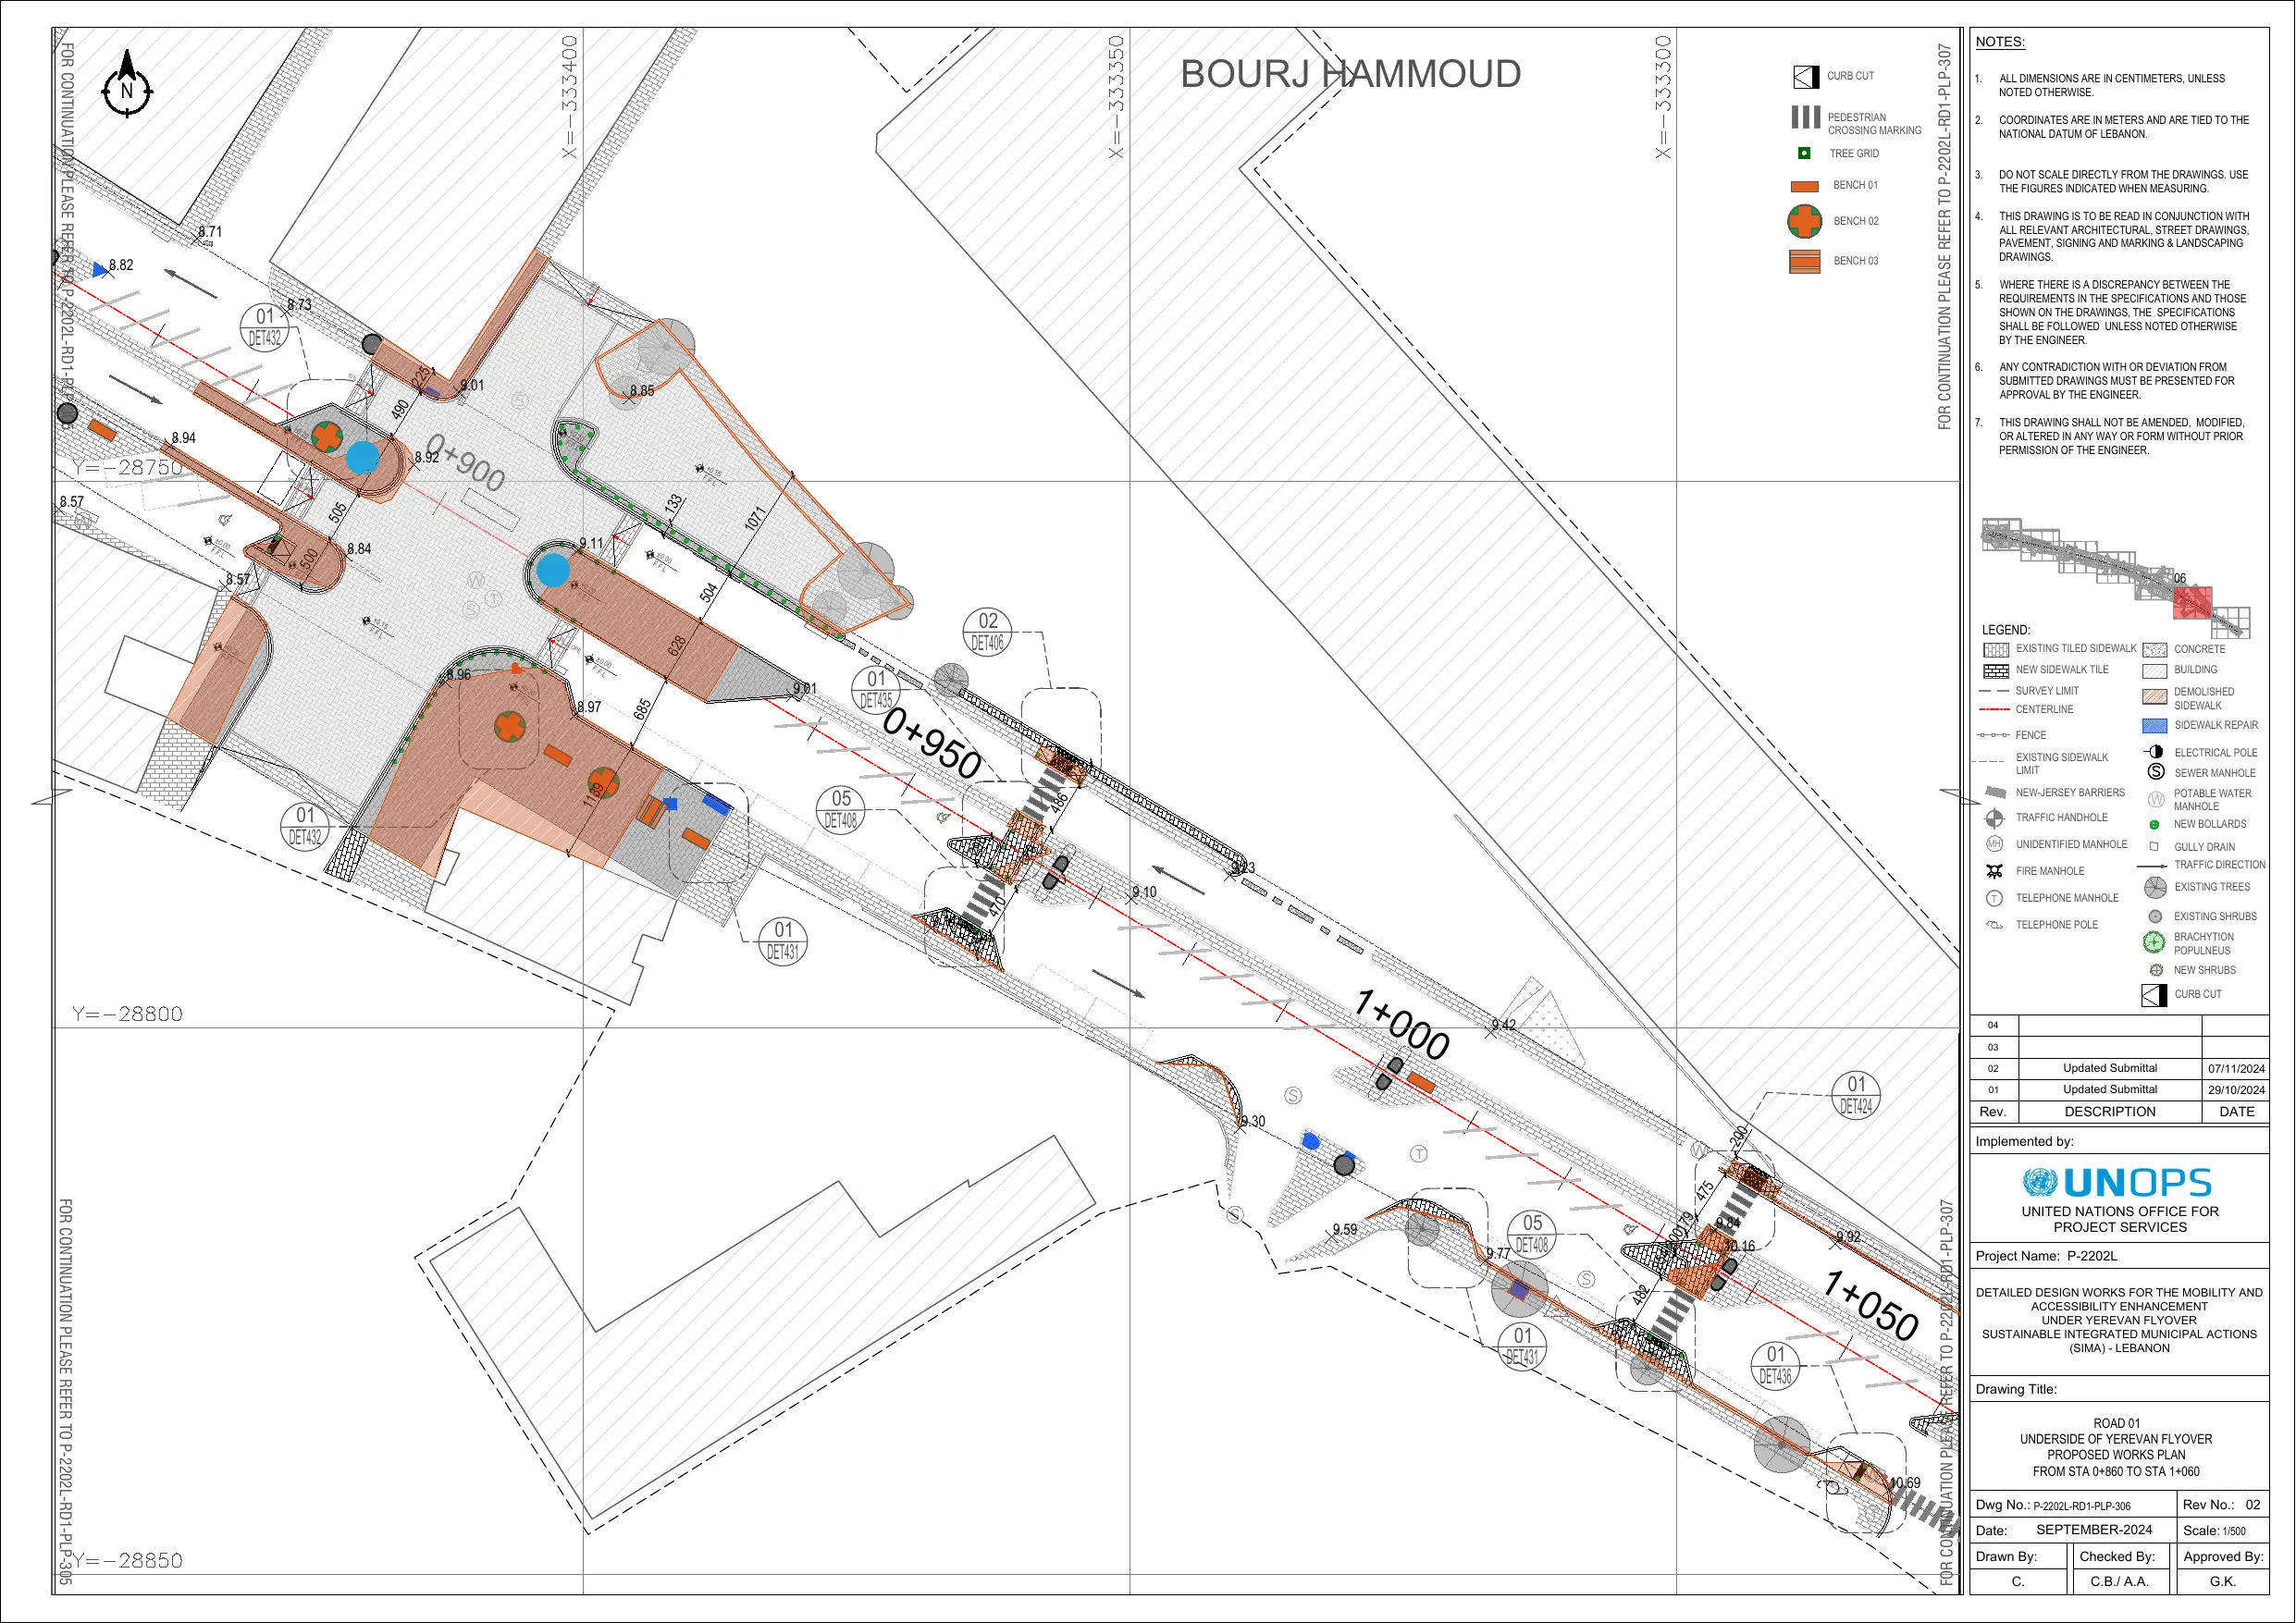 BOURJ HAMMOUD
N
X=-333400
X=-333350
X=-333300
Y=-28750
Y=-28800
Y=-28850
FOR CONTINUATION PLEASE REFER TO P-2202L-RD1-PLP-305
FOR CONTINUATION PLEASE REFER TO P-2202L-RD1-PLP-305
FOR CONTINUATION PLEASE REFER TO P-2202L-RD1-PLP-307
FOR CONTINUATION PLEASE REFER TO P-2202L-RD1-PLP-307
CURB CUT
PEDESTRIAN
CROSSING MARKING
TREE GRID
BENCH 01
BENCH 02
BENCH 03
8.71
8.82
8.73
01
DET432
225
9.01
490
8.85
8.94
8.92
0+900
8.57
505
8.84
500
8.57
133
1071
9.11
504
628
685
9.01
8.96
8.97
1139
01
DET432
01
DET431
02
DET406
01
DET435
0+950
05
DET408
486
470
9.10
9.23
1+000
9.42
9.30
9.59
9.77
01
DET424
200
475
179
9.84
10.16
482
9.92
05
DET408
01
DET431
01
DET436
1+050
10.69
NOTES:
1. ALL DIMENSIONS ARE IN CENTIMETERS, UNLESS
NOTED OTHERWISE.
2. COORDINATES ARE IN METERS AND ARE TIED TO THE
NATIONAL DATUM OF LEBANON.
3. DO NOT SCALE DIRECTLY FROM THE DRAWINGS. USE
THE FIGURES INDICATED WHEN MEASURING.
4. THIS DRAWING IS TO BE READ IN CONJUNCTION WITH
ALL RELEVANT ARCHITECTURAL, STREET DRAWINGS,
PAVEMENT, SIGNING AND MARKING & LANDSCAPING
DRAWINGS.
5. WHERE THERE IS A DISCREPANCY BETWEEN THE
REQUIREMENTS IN THE SPECIFICATIONS AND THOSE
SHOWN ON THE DRAWINGS, THE SPECIFICATIONS
SHALL BE FOLLOWED UNLESS NOTED OTHERWISE
BY THE ENGINEER.
6. ANY CONTRADICTION WITH OR DEVIATION FROM
SUBMITTED DRAWINGS MUST BE PRESENTED FOR
APPROVAL BY THE ENGINEER.
7. THIS DRAWING SHALL NOT BE AMENDED, MODIFIED,
OR ALTERED IN ANY WAY OR FORM WITHOUT PRIOR
PERMISSION OF THE ENGINEER.
06
LEGEND:
EXISTING TILED SIDEWALK
NEW SIDEWALK TILE
SURVEY LIMIT
CENTERLINE
FENCE
EXISTING SIDEWALK
LIMIT
NEW-JERSEY BARRIERS
TRAFFIC HANDHOLE
MH UNIDENTIFIED MANHOLE
FIRE MANHOLE
T TELEPHONE MANHOLE
TELEPHONE POLE
CONCRETE
BUILDING
DEMOLISHED
SIDEWALK
SIDEWALK REPAIR
ELECTRICAL POLE
S SEWER MANHOLE
W POTABLE WATER
MANHOLE
NEW BOLLARDS
GULLY DRAIN
TRAFFIC DIRECTION
EXISTING TREES
EXISTING SHRUBS
BRACHYTION
POPULNEUS
NEW SHRUBS
CURB CUT
04
03
02 Updated Submittal 07/11/2024
01 Updated Submittal 29/10/2024
Rev. DESCRIPTION DATE
Implemented by:
UNOPS
UNITED NATIONS OFFICE FOR
PROJECT SERVICES
Project Name: P-2202L
DETAILED DESIGN WORKS FOR THE MOBILITY AND
ACCESSIBILITY ENHANCEMENT
UNDER YEREVAN FLYOVER
SUSTAINABLE INTEGRATED MUNICIPAL ACTIONS
(SIMA) - LEBANON
Drawing Title:
ROAD 01
UNDERSIDE OF YEREVAN FLYOVER
PROPOSED WORKS PLAN
FROM STA 0+860 TO STA 1+060
Dwg No.: P-2202L-RD1-PLP-306 Rev No.: 02
Date: SEPTEMBER-2024 Scale: 1/500
Drawn By: Checked By: Approved By:
C. C.B./ A.A. G.K.